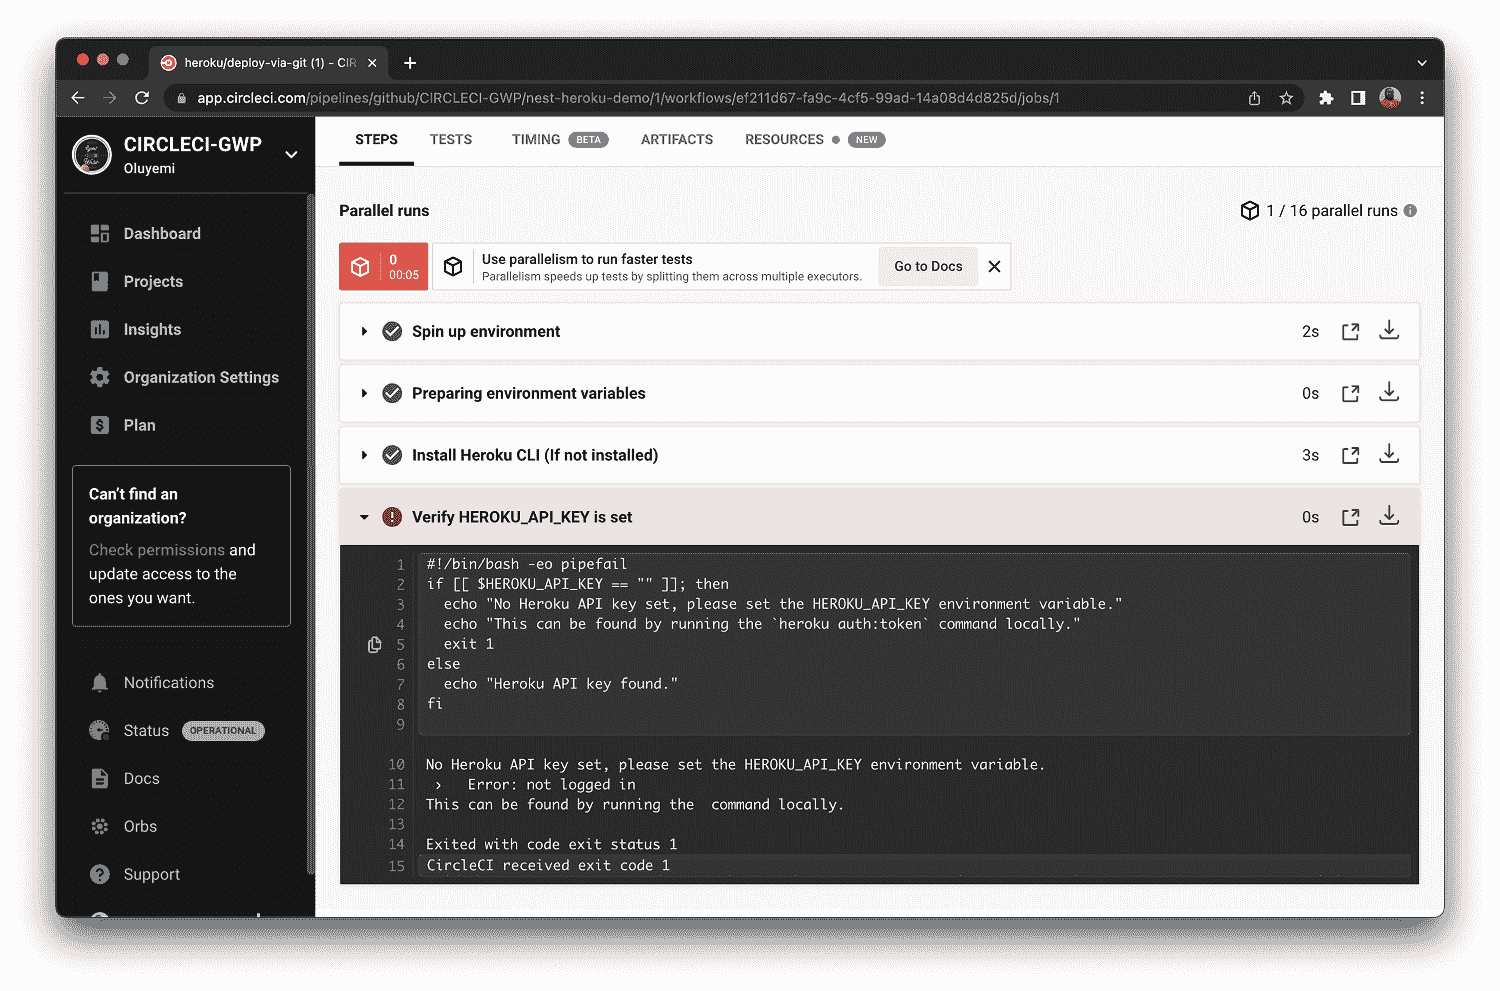 heroku/deploy-via-git (1) - CIR
app.circleci.com/pipelines/github/CIRCLECI-GWP/nest-heroku-demo/1/workflows/ef211d67-fa9c-4cf5-99ad-14a08d4d825d/jobs/1
CIRCLECI-GWP
Oluyemi
Dashboard
Projects
Insights
Organization Settings
Plan
Can't find an
organization?
Check permissions and
update access to the
ones you want.
Notifications
Status OPERATIONAL
Docs
Orbs
Support
STEPS TESTS TIMING BETA ARTIFACTS RESOURCES NEW
Parallel runs
1 / 16 parallel runs
0
00:05
Use parallelism to run faster tests
Parallelism speeds up tests by splitting them across multiple executors.
Go to Docs
Spin up environment 2s
Preparing environment variables 0s
Install Heroku CLI (If not installed) 3s
Verify HEROKU_API_KEY is set 0s
1 #!/bin/bash -eo pipefail
2 if [[ $HEROKU_API_KEY == "" ]]; then
3 echo "No Heroku API key set, please set the HEROKU_API_KEY environment variable."
4 echo "This can be found by running the `heroku auth:token` command locally."
5 exit 1
6 else
7 echo "Heroku API key found."
8 fi
9
10 No Heroku API key set, please set the HEROKU_API_KEY environment variable.
11 › Error: not logged in
12 This can be found by running the  command locally.
13
14 Exited with code exit status 1
15 CircleCI received exit code 1